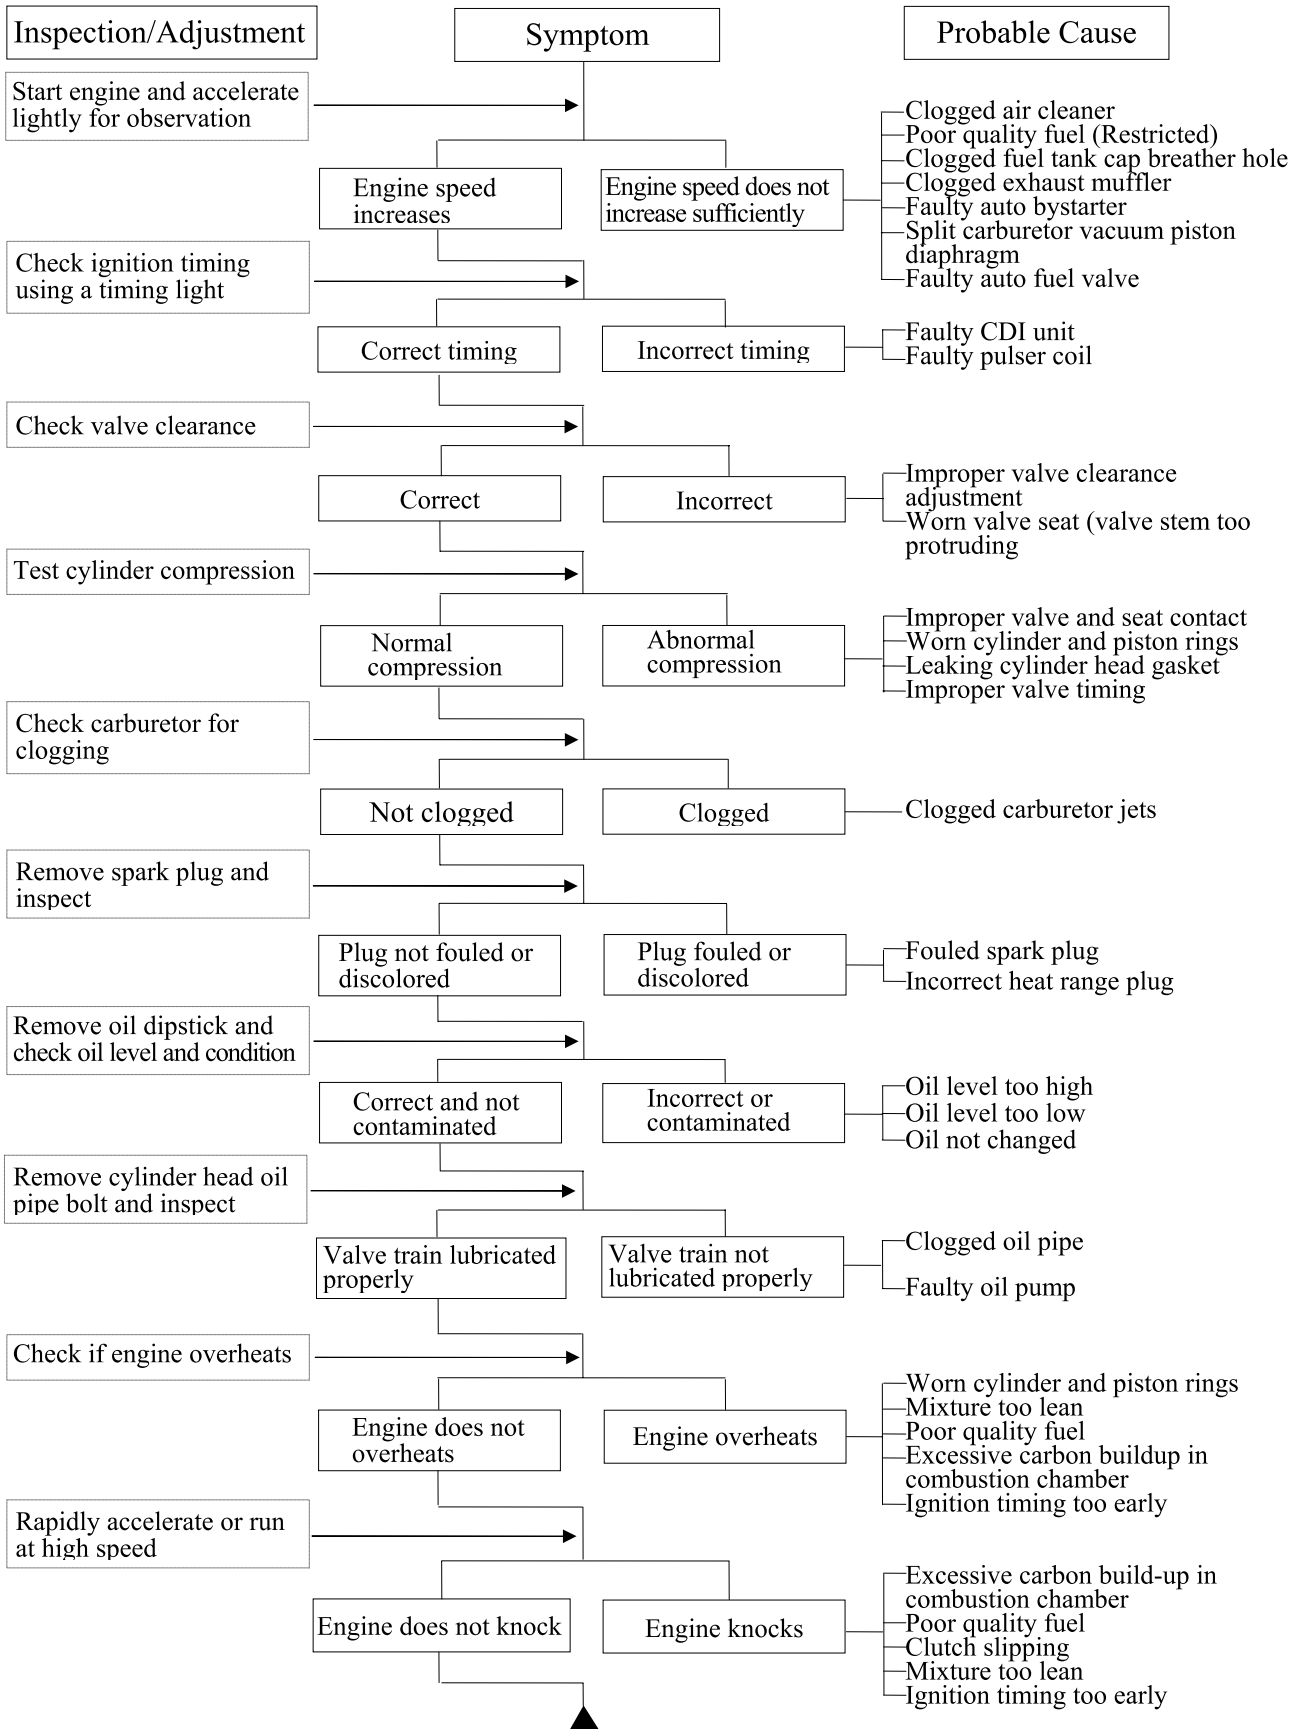 Inspection/Adjustment
Symptom
Probable Cause
Start engine and accelerate
lightly for observation
Engine speed
increases
Engine speed does not
increase sufficiently
Clogged air cleaner
Poor quality fuel (Restricted)
Clogged fuel tank cap breather hole
Clogged exhaust muffler
Faulty auto bystarter
Split carburetor vacuum piston
diaphragm
Faulty auto fuel valve
Check ignition timing
using a timing light
Correct timing
Incorrect timing
Faulty CDI unit
Faulty pulser coil
Check valve clearance
Correct
Incorrect
Improper valve clearance
adjustment
Worn valve seat (valve stem too
protruding
Test cylinder compression
Normal
compression
Abnormal
compression
Improper valve and seat contact
Worn cylinder and piston rings
Leaking cylinder head gasket
Improper valve timing
Check carburetor for
clogging
Not clogged
Clogged
Clogged carburetor jets
Remove spark plug and
inspect
Plug not fouled or
discolored
Plug fouled or
discolored
Fouled spark plug
Incorrect heat range plug
Remove oil dipstick and
check oil level and condition
Correct and not
contaminated
Incorrect or
contaminated
Oil level too high
Oil level too low
Oil not changed
Remove cylinder head oil
pipe bolt and inspect
Valve train lubricated
properly
Valve train not
lubricated properly
Clogged oil pipe
Faulty oil pump
Check if engine overheats
Engine does not
overheats
Engine overheats
Worn cylinder and piston rings
Mixture too lean
Poor quality fuel
Excessive carbon buildup in
combustion chamber
Ignition timing too early
Rapidly accelerate or run
at high speed
Engine does not knock
Engine knocks
Excessive carbon build-up in
combustion chamber
Poor quality fuel
Clutch slipping
Mixture too lean
Ignition timing too early